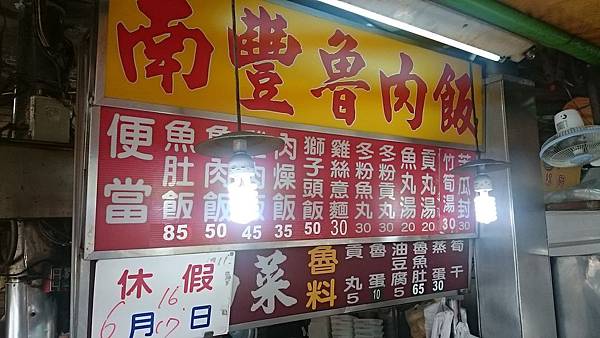 南豐魯肉飯
便當
魚肚飯 85
肉飯 50
肉飯 45
肉燥飯 35
獅子頭飯 50
雞絲意麵 30
冬粉魚丸 30
冬粉貢丸 30
魚丸湯 20
貢丸湯 20
竹筍湯 30
瓜封 30
菜
魯料
貢丸 5
魯蛋 10
油豆腐 5
魯魚肚 65
蒸蛋 30
筍干
休假
6月16 17日